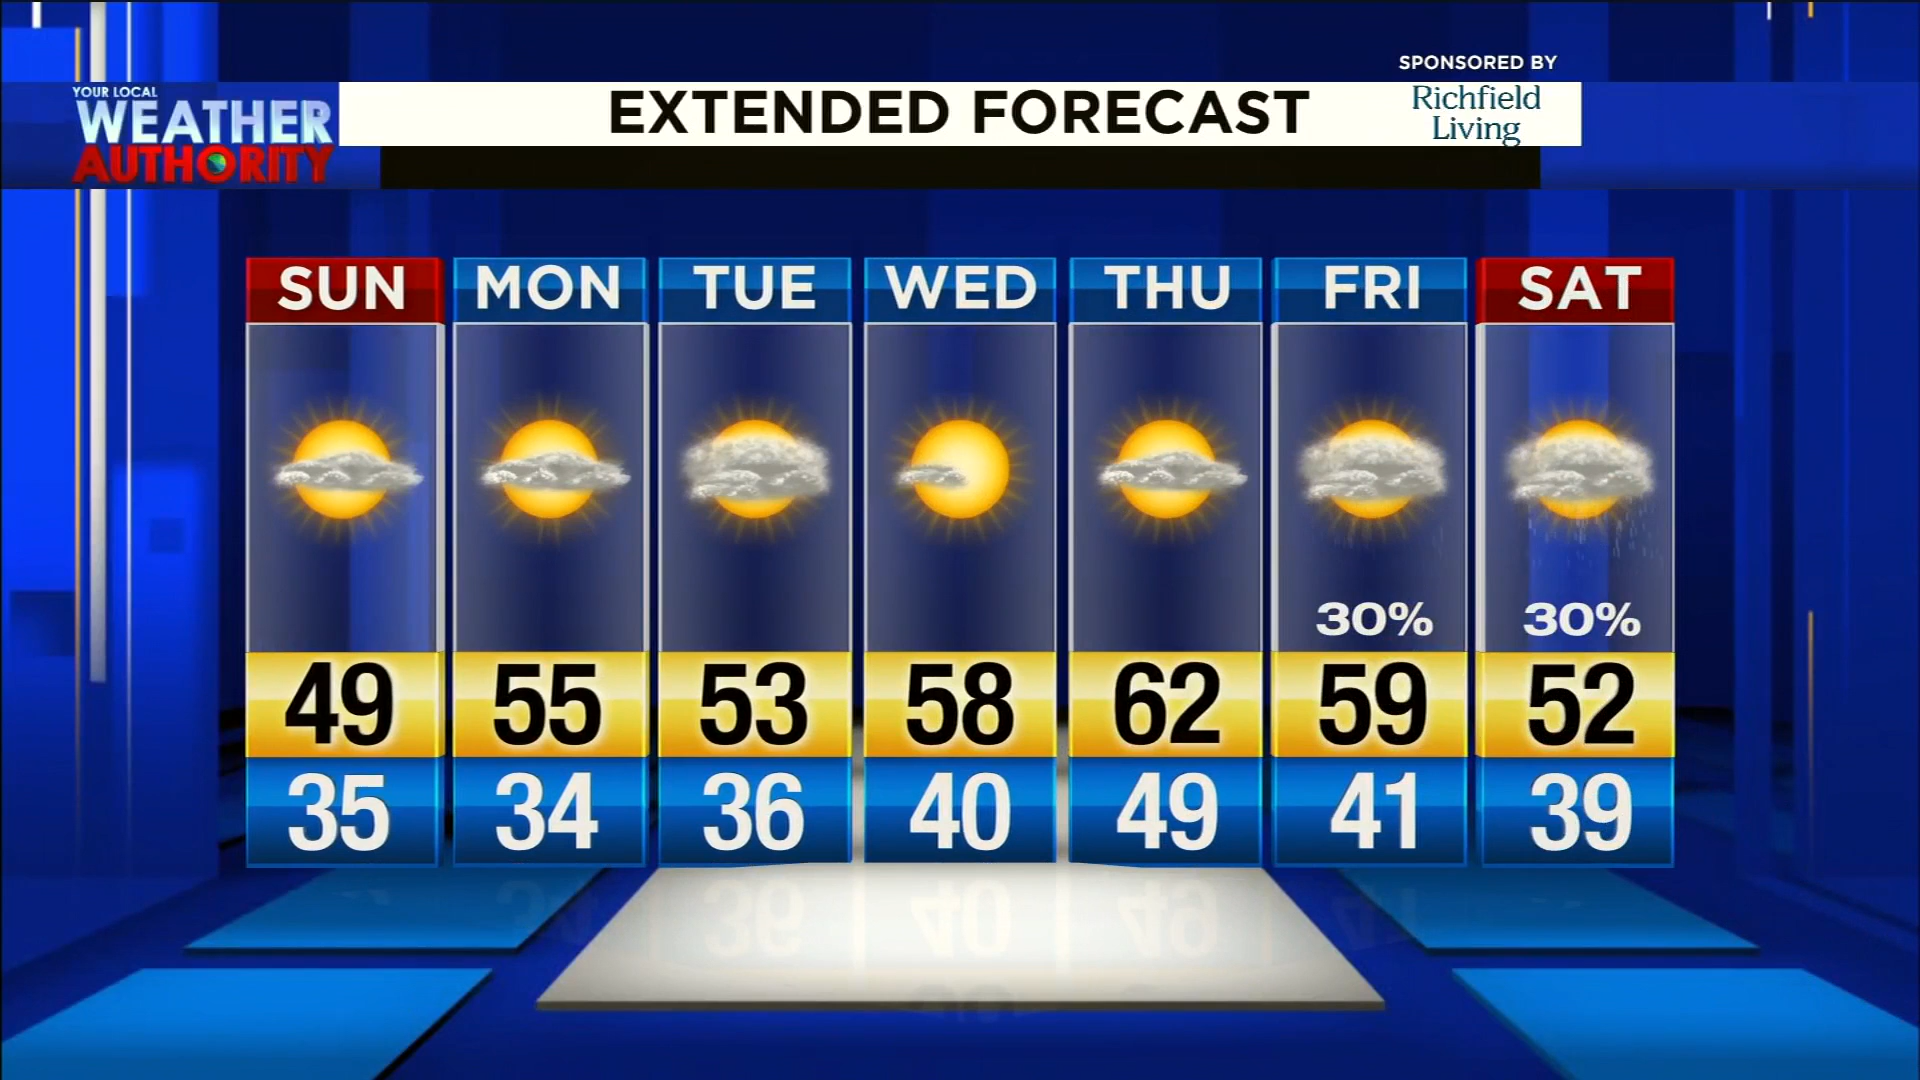 SPONSORED BY
YOUR LOCAL
WEATHER
AUTHORITY
EXTENDED FORECAST
Richfield
Living
SUN MON TUE WED THU FRI SAT
30% 30%
49 55 53 58 62 59 52
35 34 36 40 49 41 39